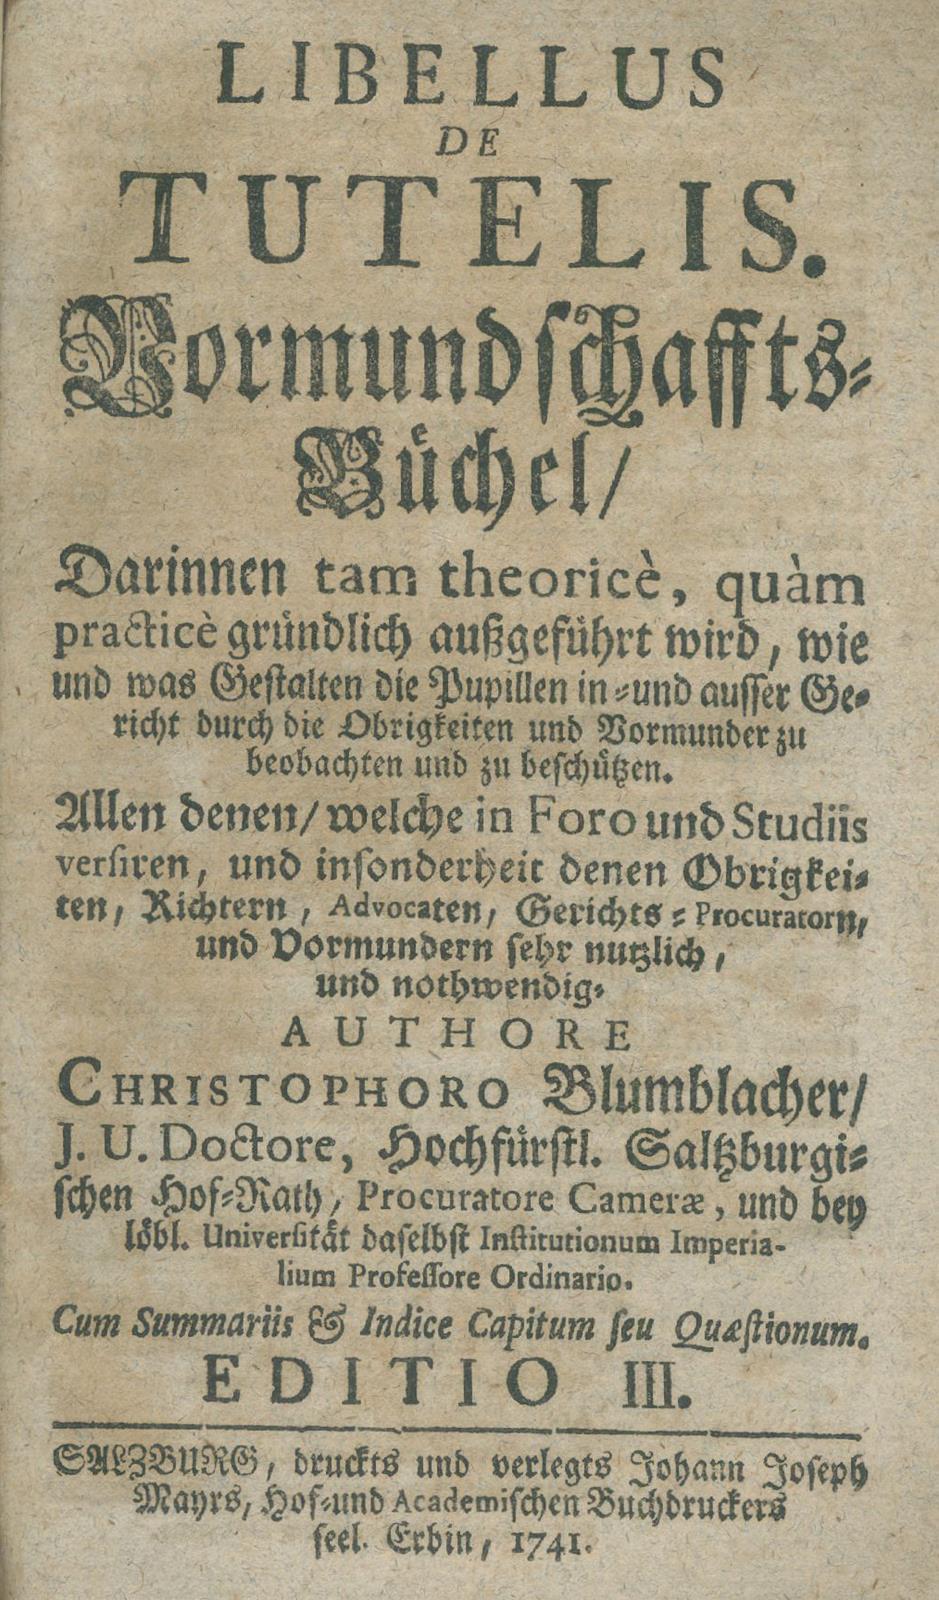 LIBELLUS
DE
TUTELIS.
Vormundschaffts-
Büchel/
Darinnen tam theoricè, quàm
practicè gründlich außgeführt wird, wie
und was Gestalten die Pupillen in-und ausser Ge-
richt durch die Obrigkeiten und Vormunder zu
beobachten und zu beschützen.
Allen denen/ welche in Foro und Studiis
versiren, und insonderheit denen Obrigkei-
ten, Richtern, Advocaten, Gerichts-Procuratorn,
und Vormundern sehr nutzlich,
und nothwendig.
AUTHORE
CHRISTOPHORO Blumblacher/
J. U. Doctore, Hochfürstl. Saltzburgi-
schen Hof-Rath, Procuratore Cameræ, und bey
löbl. Universität daselbst Institutionum Imperia-
lium Professore Ordinario.
Cum Summariis & Indice Capitum seu Quæstionum.
EDITIO III.
SALZBURG, druckts und verlegts Johann Joseph
Mayrs, Hof-und Academischen Buchdruckers
seel. Erbin, 1741.